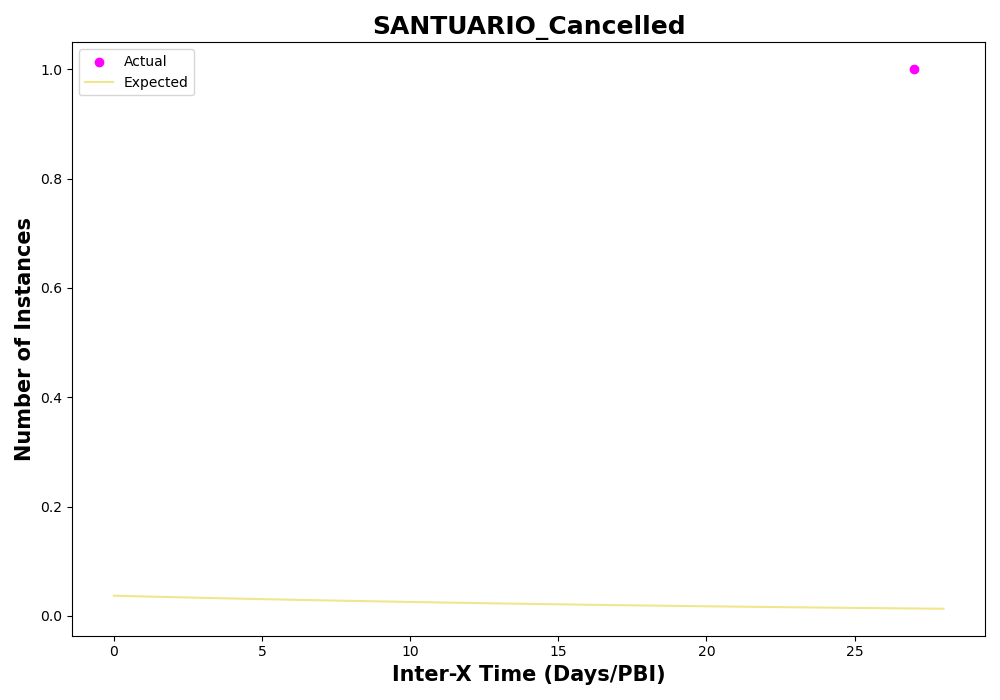 SANTUARIO_Cancelled
Actual
Expected
Number of Instances
1.0
0.8
0.6
0.4
0.2
0.0
0 5 10 15 20 25
Inter-X Time (Days/PBI)